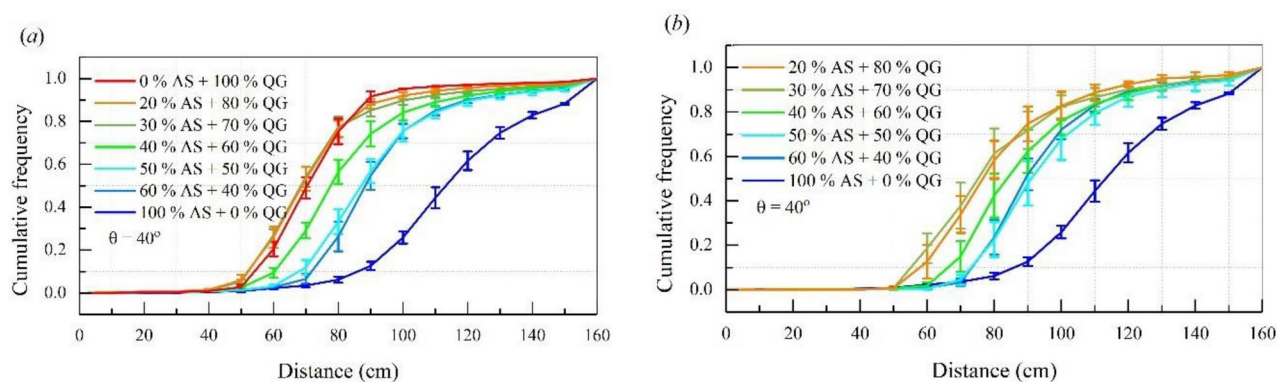 (a)
Cumulative frequency
1.0
0.8
0.6
0.4
0.2
0.0
0 % AS + 100 % QG
20 % AS + 80 % QG
30 % AS + 70 % QG
40 % AS + 60 % QG
50 % AS + 50 % QG
60 % AS + 40 % QG
100 % AS + 0 % QG
θ = 40°
0 20 40 60 80 100 120 140 160
Distance (cm)
(b)
Cumulative frequency
1.0
0.8
0.6
0.4
0.2
0.0
20 % AS + 80 % QG
30 % AS + 70 % QG
40 % AS + 60 % QG
50 % AS + 50 % QG
60 % AS + 40 % QG
100 % AS + 0 % QG
θ = 40°
0 20 40 60 80 100 120 140 160
Distance (cm)